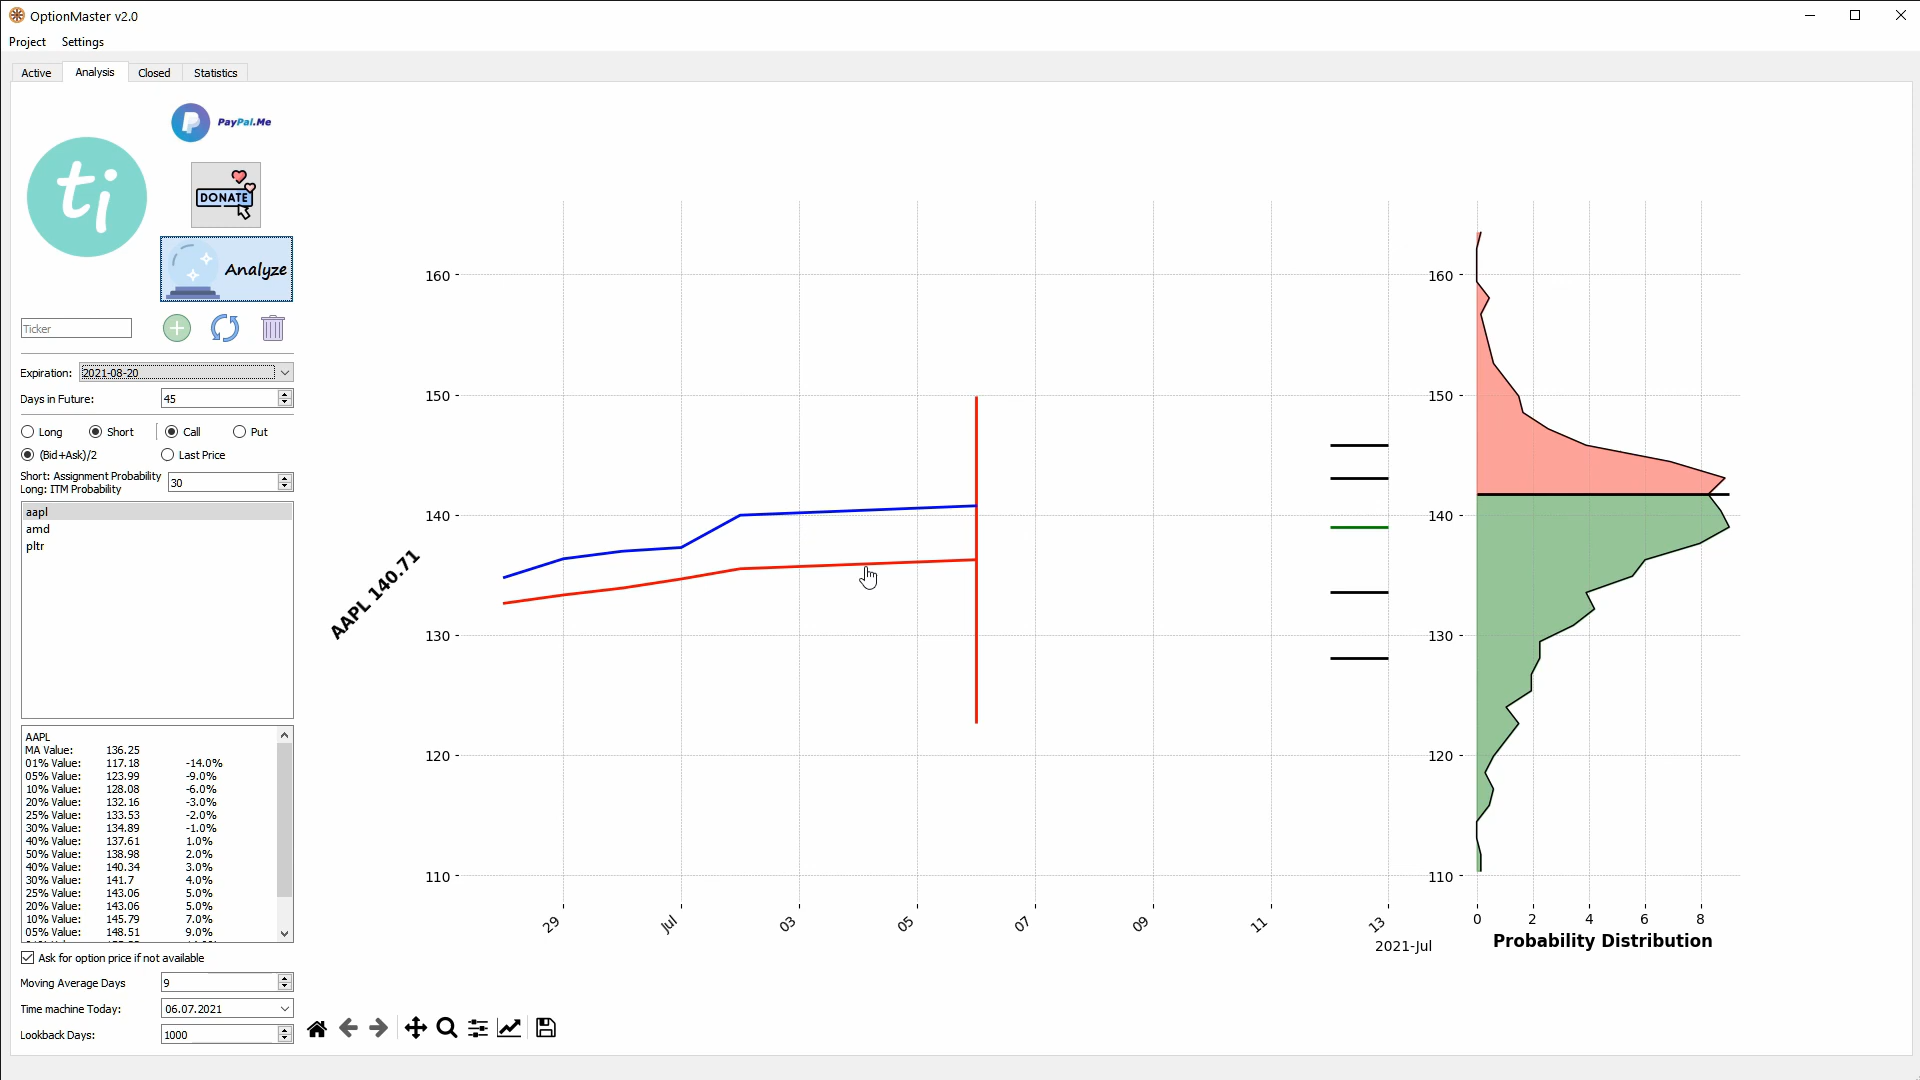 OptionMaster v2.0
Project Settings
Active Analysis Closed Statistics
PayPal.Me
tj
DONATE
Analyze
Ticker
Expiration: 2021-08-20
Days in Future: 45
Long Short Call Put
(Bid+Ask)/2 Last Price
Short: Assignment Probability
Long: ITM Probability
30
aapl
amd
pltr
AAPL
MA Value: 136.25
01% Value: 117.18 -14.0%
05% Value: 123.99 -9.0%
10% Value: 128.08 -6.0%
20% Value: 132.16 -3.0%
25% Value: 133.53 -2.0%
30% Value: 134.89 -1.0%
40% Value: 137.61 1.0%
50% Value: 138.98 2.0%
40% Value: 140.34 3.0%
30% Value: 141.7 4.0%
25% Value: 143.06 5.0%
20% Value: 143.06 5.0%
10% Value: 145.79 7.0%
05% Value: 148.51 9.0%
Ask for option price if not available
Moving Average Days 9
Time machine Today: 06.07.2021
Lookback Days: 1000
AAPL 140.71
160
150
140
130
120
110
29 Jul 03 05 07 09 11 13
2021-Jul
160
150
140
130
120
110
0 2 4 6 8
Probability Distribution